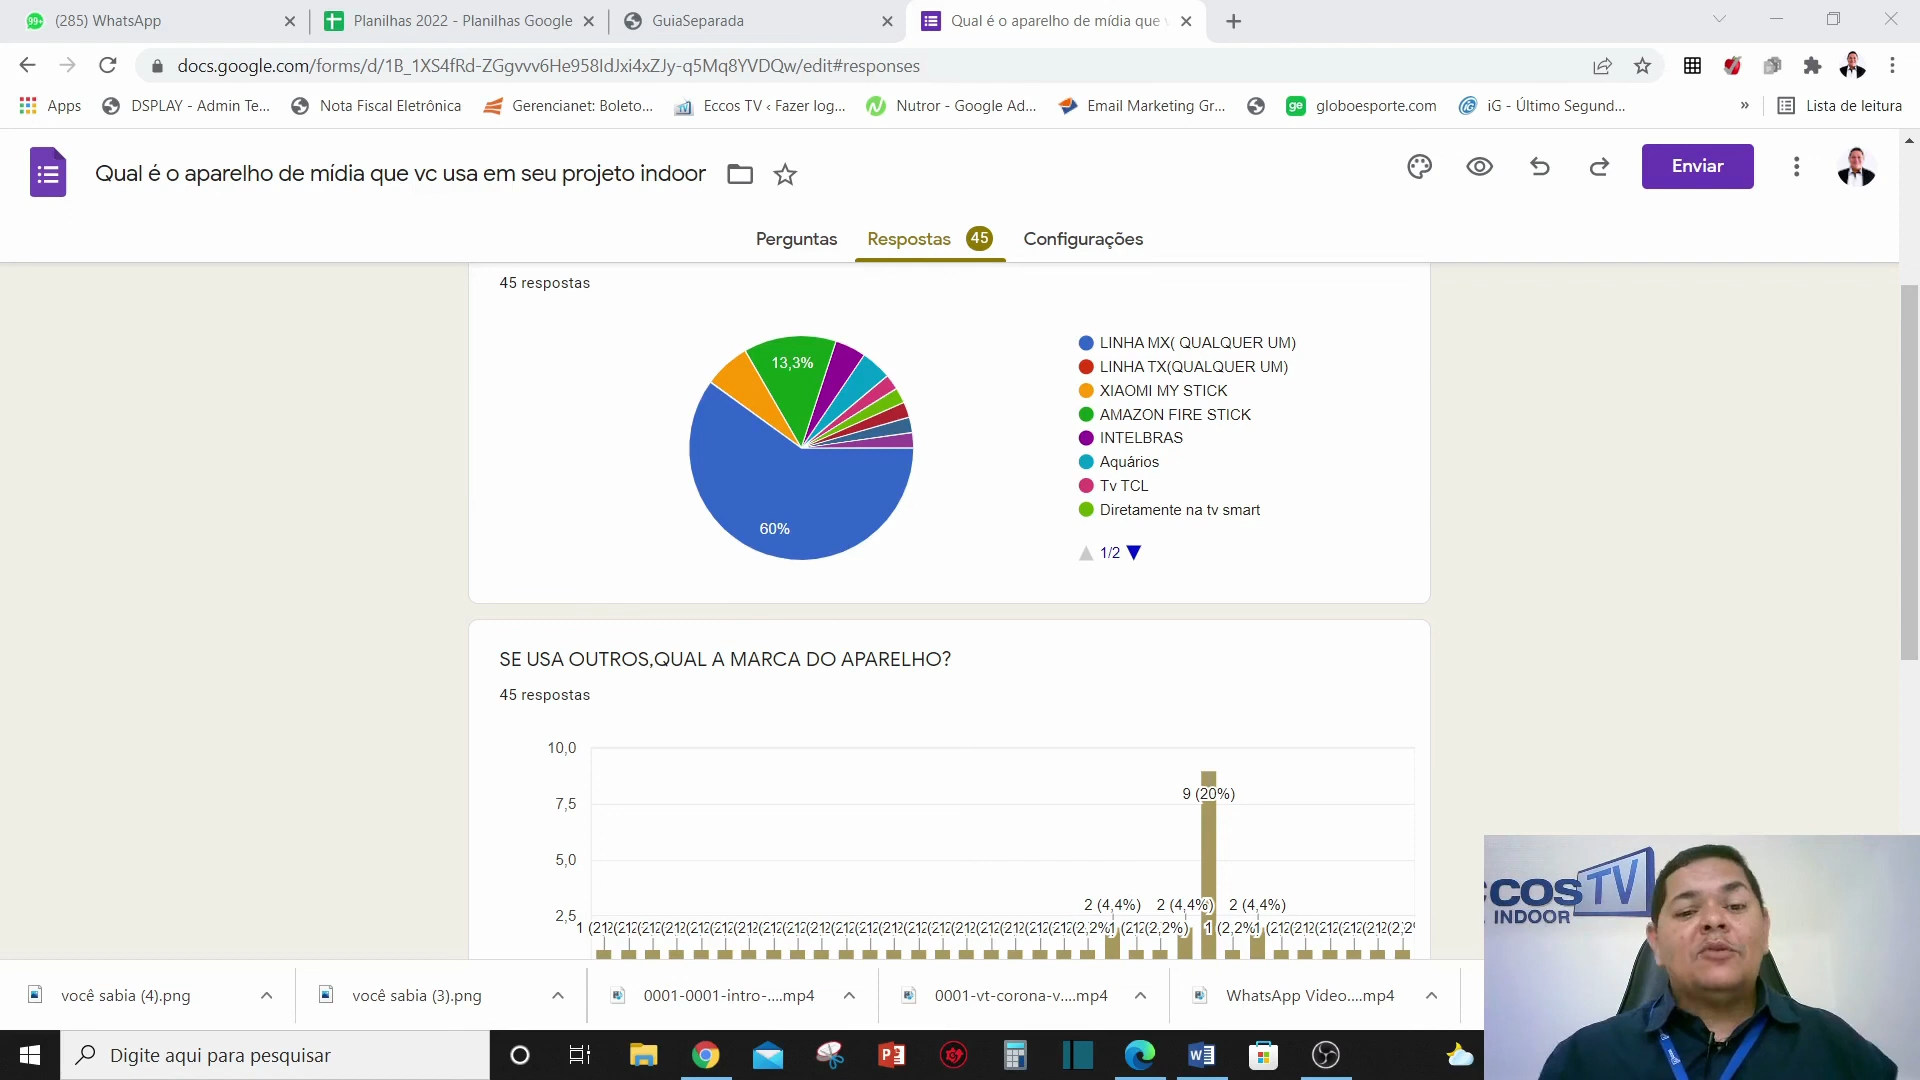 99+ (285) WhatsApp
Planilhas 2022 - Planilhas Google
GuiaSeparada
Qual é o aparelho de mídia que v
docs.google.com/forms/d/1B_1XS4fRd-ZGgvvv6He958IdJxi4xZJy-q5Mq8YVDQw/edit#responses
Apps
DSPLAY - Admin Te...
Nota Fiscal Eletrônica
Gerencianet: Boleto...
Eccos TV ‹ Fazer log...
Nutror - Google Ad...
Email Marketing Gr...
ge globoesporte.com
iG - Último Segund...
»
Lista de leitura
Qual é o aparelho de mídia que vc usa em seu projeto indoor
Enviar
Perguntas
Respostas 45
Configurações
45 respostas
13,3%
60%
LINHA MX( QUALQUER UM)
LINHA TX(QUALQUER UM)
XIAOMI MY STICK
AMAZON FIRE STICK
INTELBRAS
Aquários
Tv TCL
Diretamente na tv smart
1/2
SE USA OUTROS,QUAL A MARCA DO APARELHO?
45 respostas
10,0
7,5
5,0
2,5
9 (20%)
2 (4,4%)
2 (4,4%)
2 (4,4%)
COS TV
INDOOR
você sabia (4).png
você sabia (3).png
0001-0001-intro-....mp4
0001-vt-corona-v....mp4
WhatsApp Video....mp4
Digite aqui para pesquisar